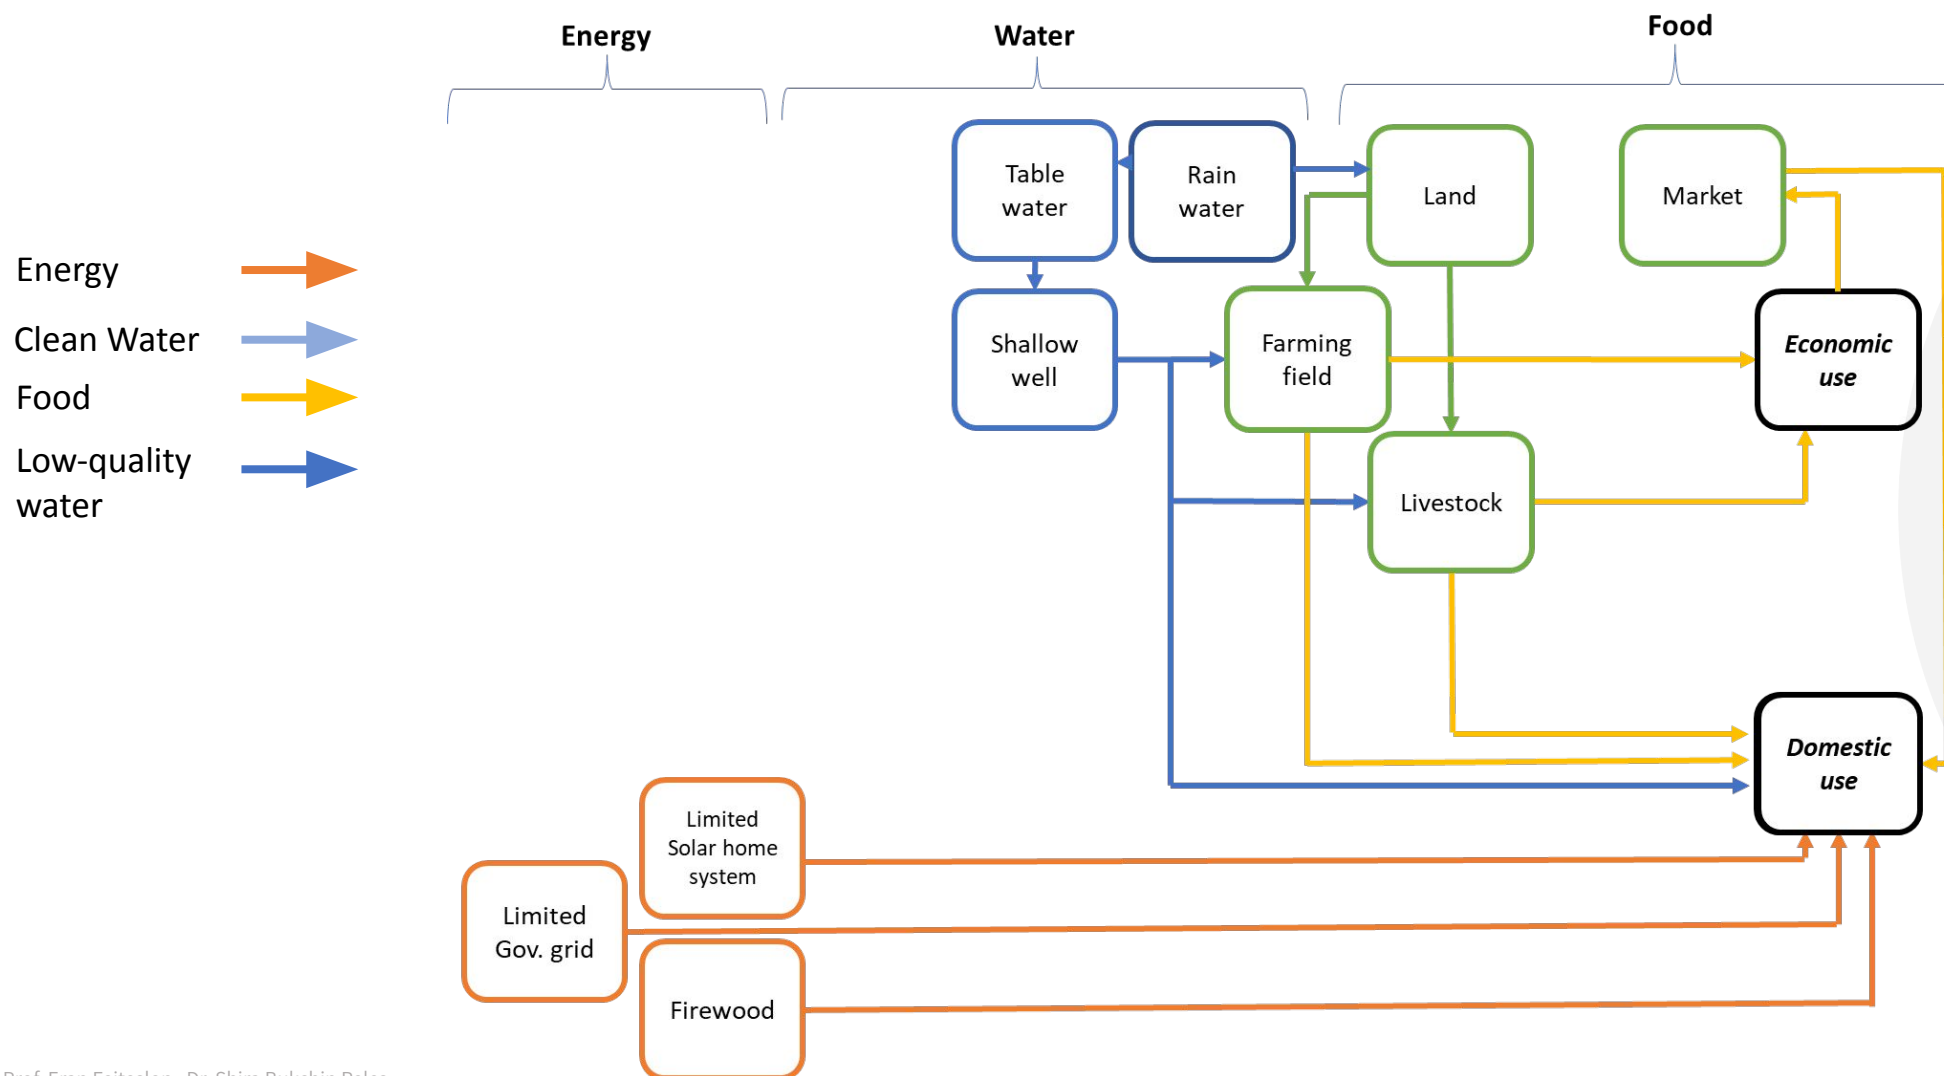 Energy
Water
Food
Table
water
Rain
water
Land
Market
Energy
Clean Water
Food
Low-quality
water
Shallow
well
Farming
field
Economic
use
Livestock
Domestic
use
Limited
Solar home
system
Limited
Gov. grid
Firewood